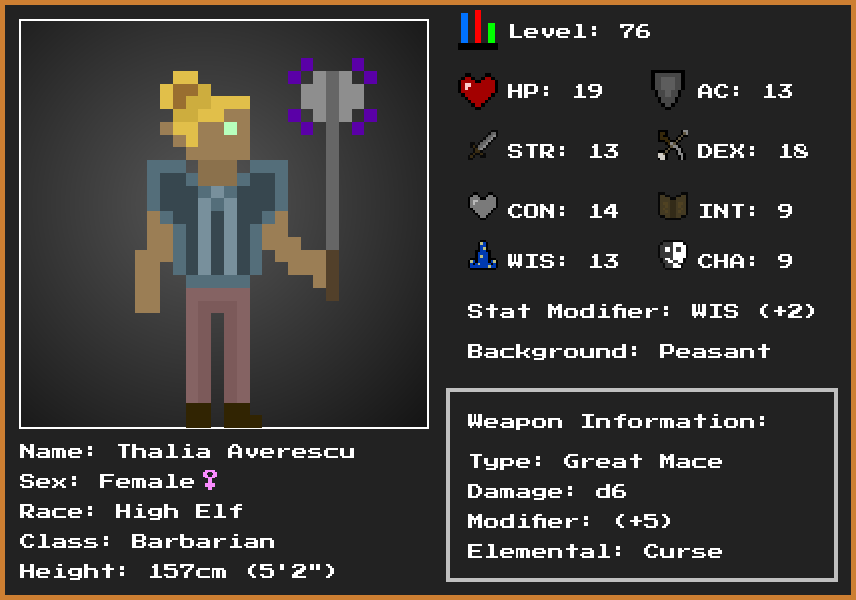 Level: 76
HP: 19 AC: 13
STR: 13 DEX: 18
CON: 14 INT: 9
WIS: 13 CHA: 9
Stat Modifier: WIS (+2)
Background: Peasant
Weapon Information:
Type: Great Mace
Damage: d6
Modifier: (+5)
Elemental: Curse
Name: Thalia Averescu
Sex: Female♀
Race: High Elf
Class: Barbarian
Height: 157cm (5'2")